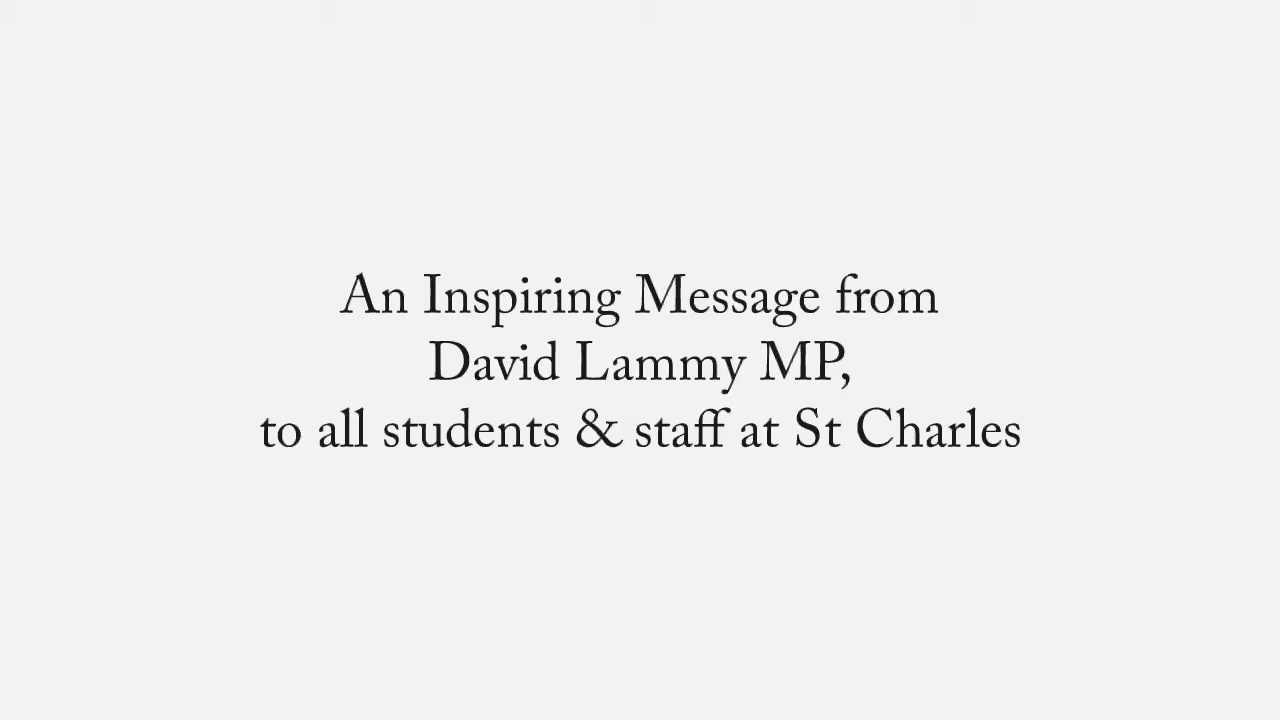 An Inspiring Message from
David Lammy MP,
to all students & staff at St Charles